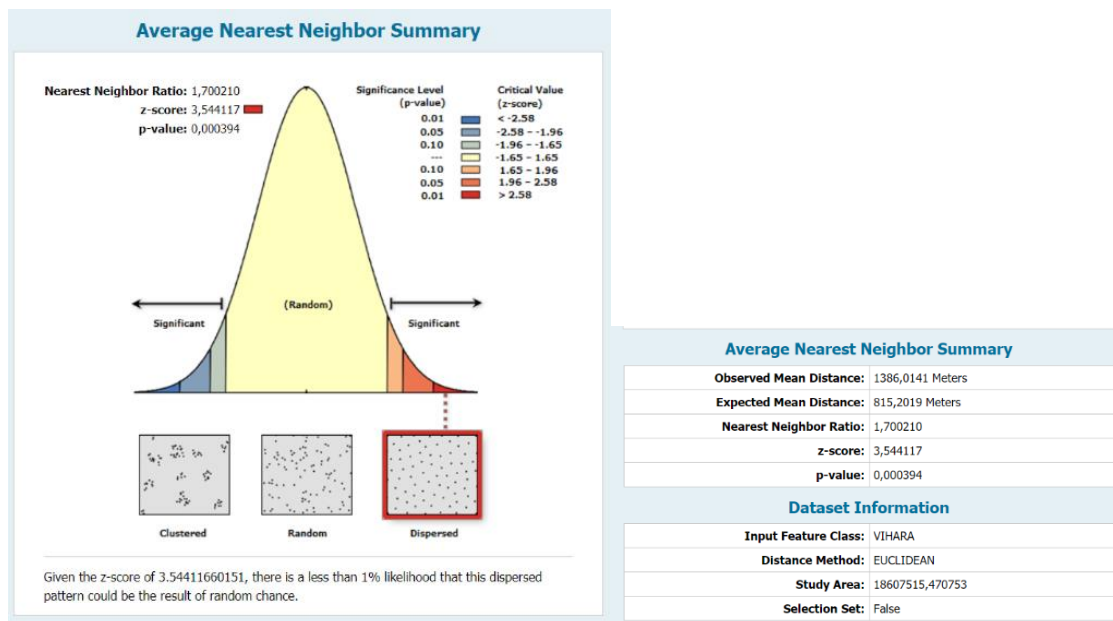 Average Nearest Neighbor Summary
Nearest Neighbor Ratio: 1,700210
z-score: 3,544117
p-value: 0,000394
Significance Level Critical Value
(p-value) (z-score)
0.01 < -2.58
0.05 -2.58 - -1.96
0.10 -1.96 - -1.65
--- -1.65 - 1.65
0.10 1.65 - 1.96
0.05 1.96 - 2.58
0.01 > 2.58
(Random)
Significant Significant
Clustered Random Dispersed
Given the z-score of 3.54411660151, there is a less than 1% likelihood that this dispersed
pattern could be the result of random chance.
Average Nearest Neighbor Summary
Observed Mean Distance: 1386,0141 Meters
Expected Mean Distance: 815,2019 Meters
Nearest Neighbor Ratio: 1,700210
z-score: 3,544117
p-value: 0,000394
Dataset Information
Input Feature Class: VIHARA
Distance Method: EUCLIDEAN
Study Area: 18607515,470753
Selection Set: False